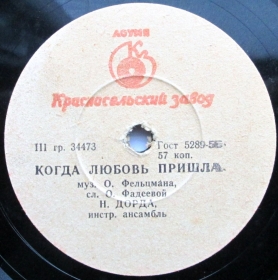 АОУМП
К
Красносельский завод
III гр. 34473 Гост 5289-56
57 коп.
КОГДА ЛЮБОВЬ ПРИШЛА
муз. О. Фельцмана,
сл. О. Фадеевой
Н. ДОРДА,
инстр. ансамбль